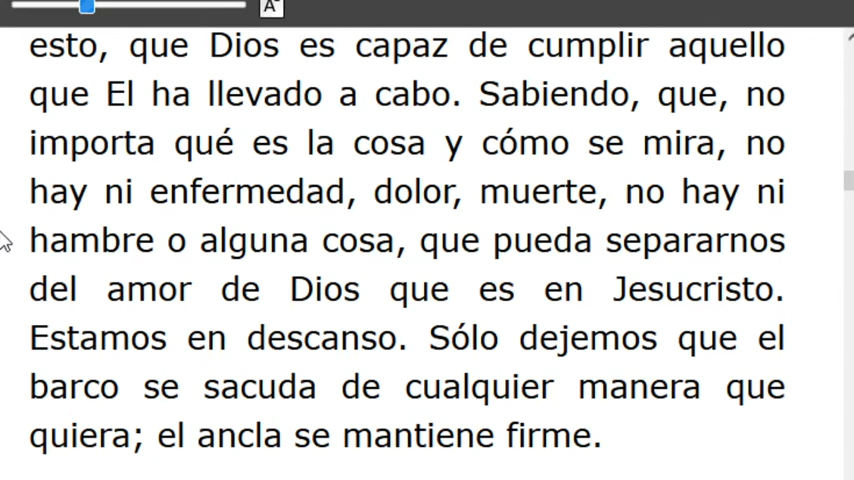 A
esto, que Dios es capaz de cumplir aquello
que El ha llevado a cabo. Sabiendo, que, no
importa qué es la cosa y cómo se mira, no
hay ni enfermedad, dolor, muerte, no hay ni
hambre o alguna cosa, que pueda separarnos
del amor de Dios que es en Jesucristo.
Estamos en descanso. Sólo dejemos que el
barco se sacuda de cualquier manera que
quiera; el ancla se mantiene firme.